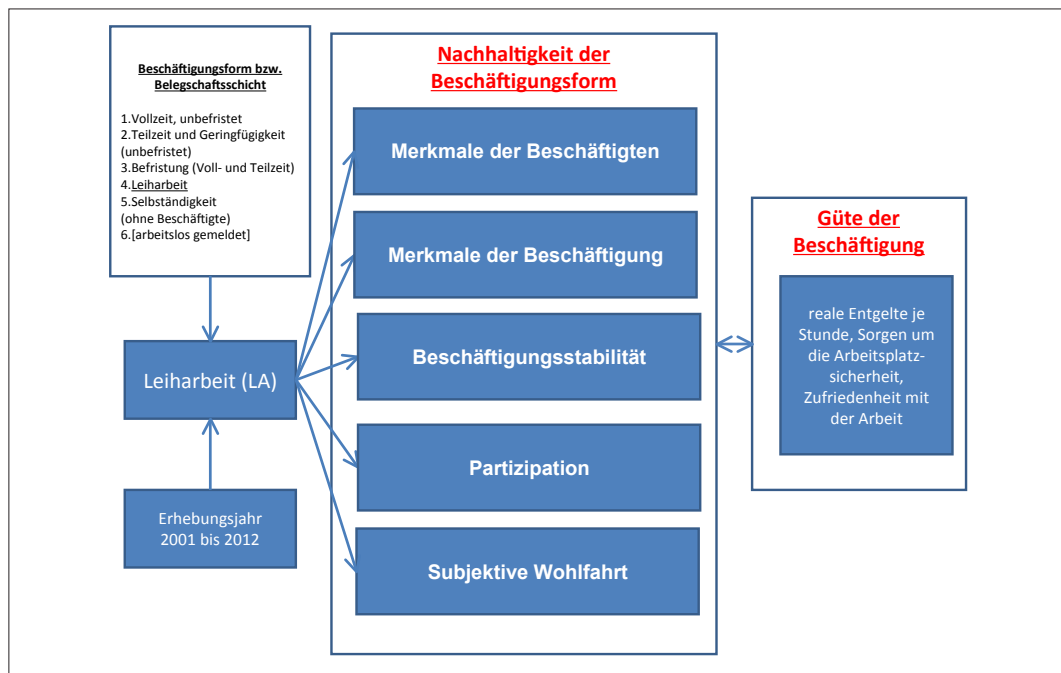 Beschäftigungsform bzw.
Belegschaftsschicht
1.Vollzeit, unbefristet
2.Teilzeit und Geringfügigkeit
(unbefristet)
3.Befristung (Voll- und Teilzeit)
4.Leiharbeit
5.Selbständigkeit
(ohne Beschäftigte)
6.[arbeitslos gemeldet]
Leiharbeit (LA)
Erhebungsjahr
2001 bis 2012
Nachhaltigkeit der
Beschäftigungsform
Merkmale der Beschäftigten
Merkmale der Beschäftigung
Beschäftigungsstabilität
Partizipation
Subjektive Wohlfahrt
Güte der
Beschäftigung
reale Entgelte je
Stunde, Sorgen um
die Arbeitsplatz-
sicherheit,
Zufriedenheit mit
der Arbeit